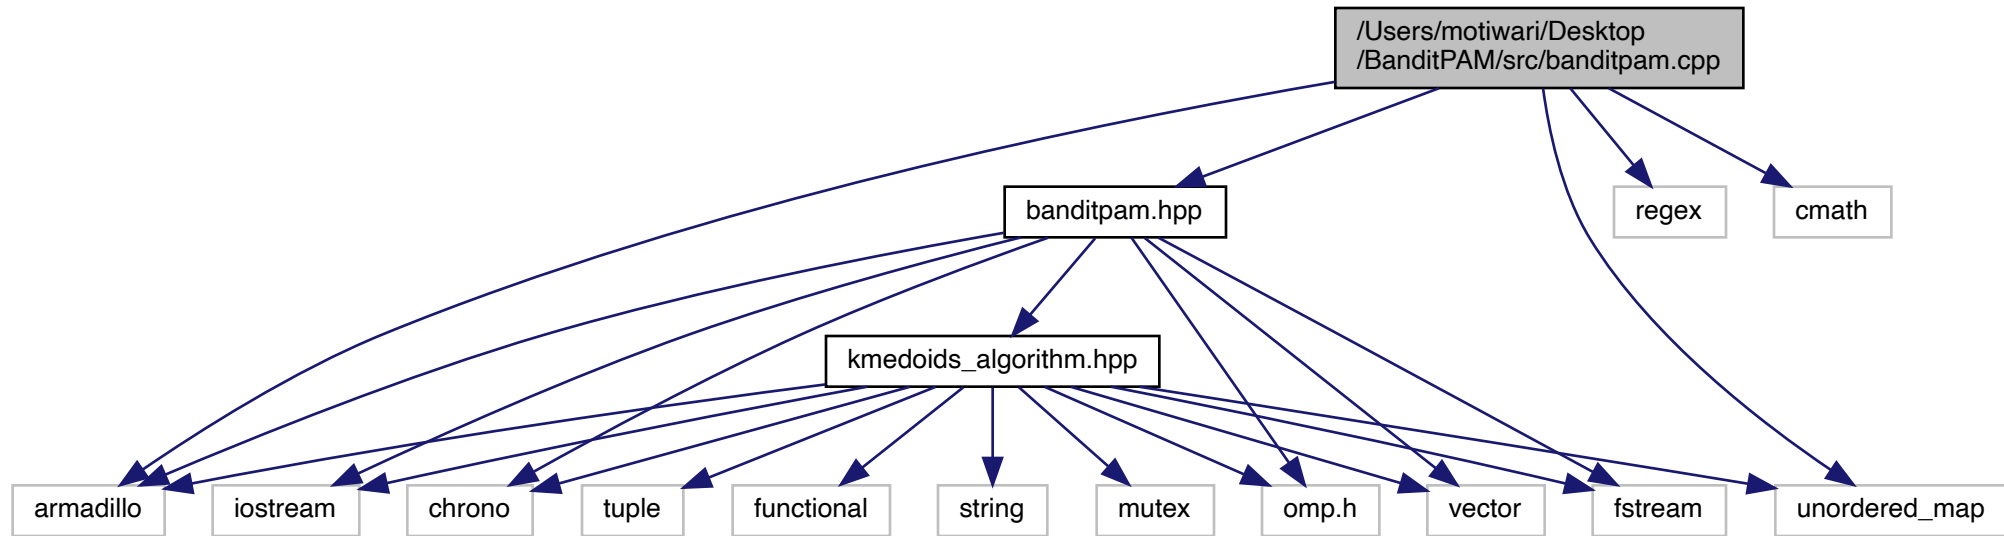 /Users/motiwari/Desktop
/BanditPAM/src/banditpam.cpp
banditpam.hpp
regex
cmath
kmedoids_algorithm.hpp
armadillo
iostream
chrono
tuple
functional
string
mutex
omp.h
vector
fstream
unordered_map